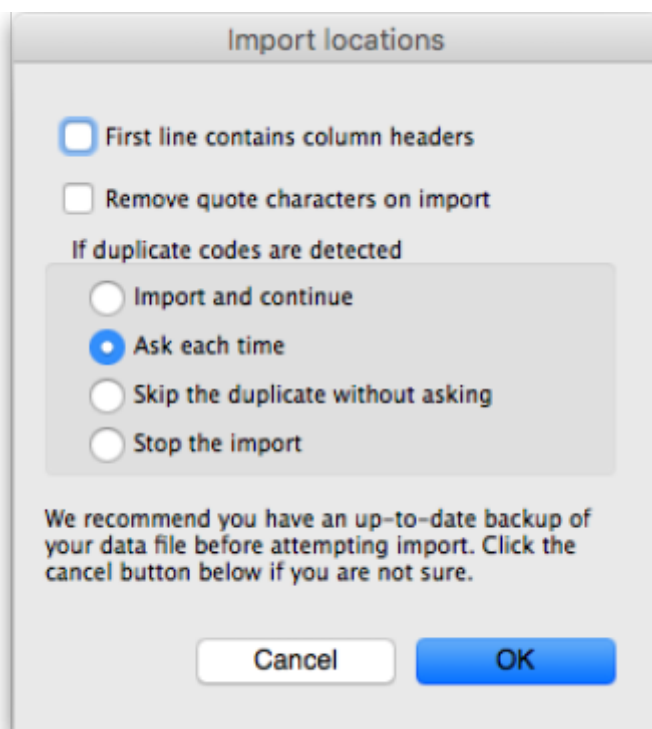 Import locations
First line contains column headers
Remove quote characters on import
If duplicate codes are detected
Import and continue
Ask each time
Skip the duplicate without asking
Stop the import
We recommend you have an up-to-date backup of
your data file before attempting import. Click the
cancel button below if you are not sure.
Cancel OK